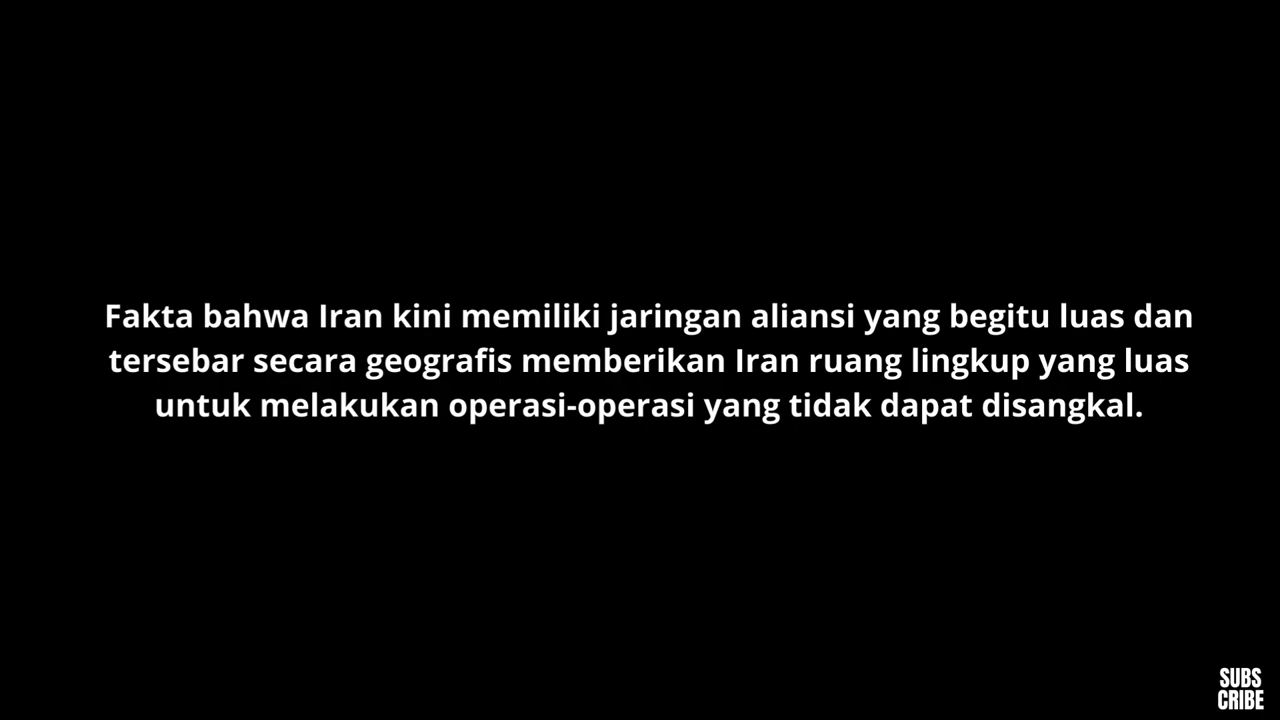 Fakta bahwa Iran kini memiliki jaringan aliansi yang begitu luas dan
tersebar secara geografis memberikan Iran ruang lingkup yang luas
untuk melakukan operasi-operasi yang tidak dapat disangkal.
SUBS
CRIBE